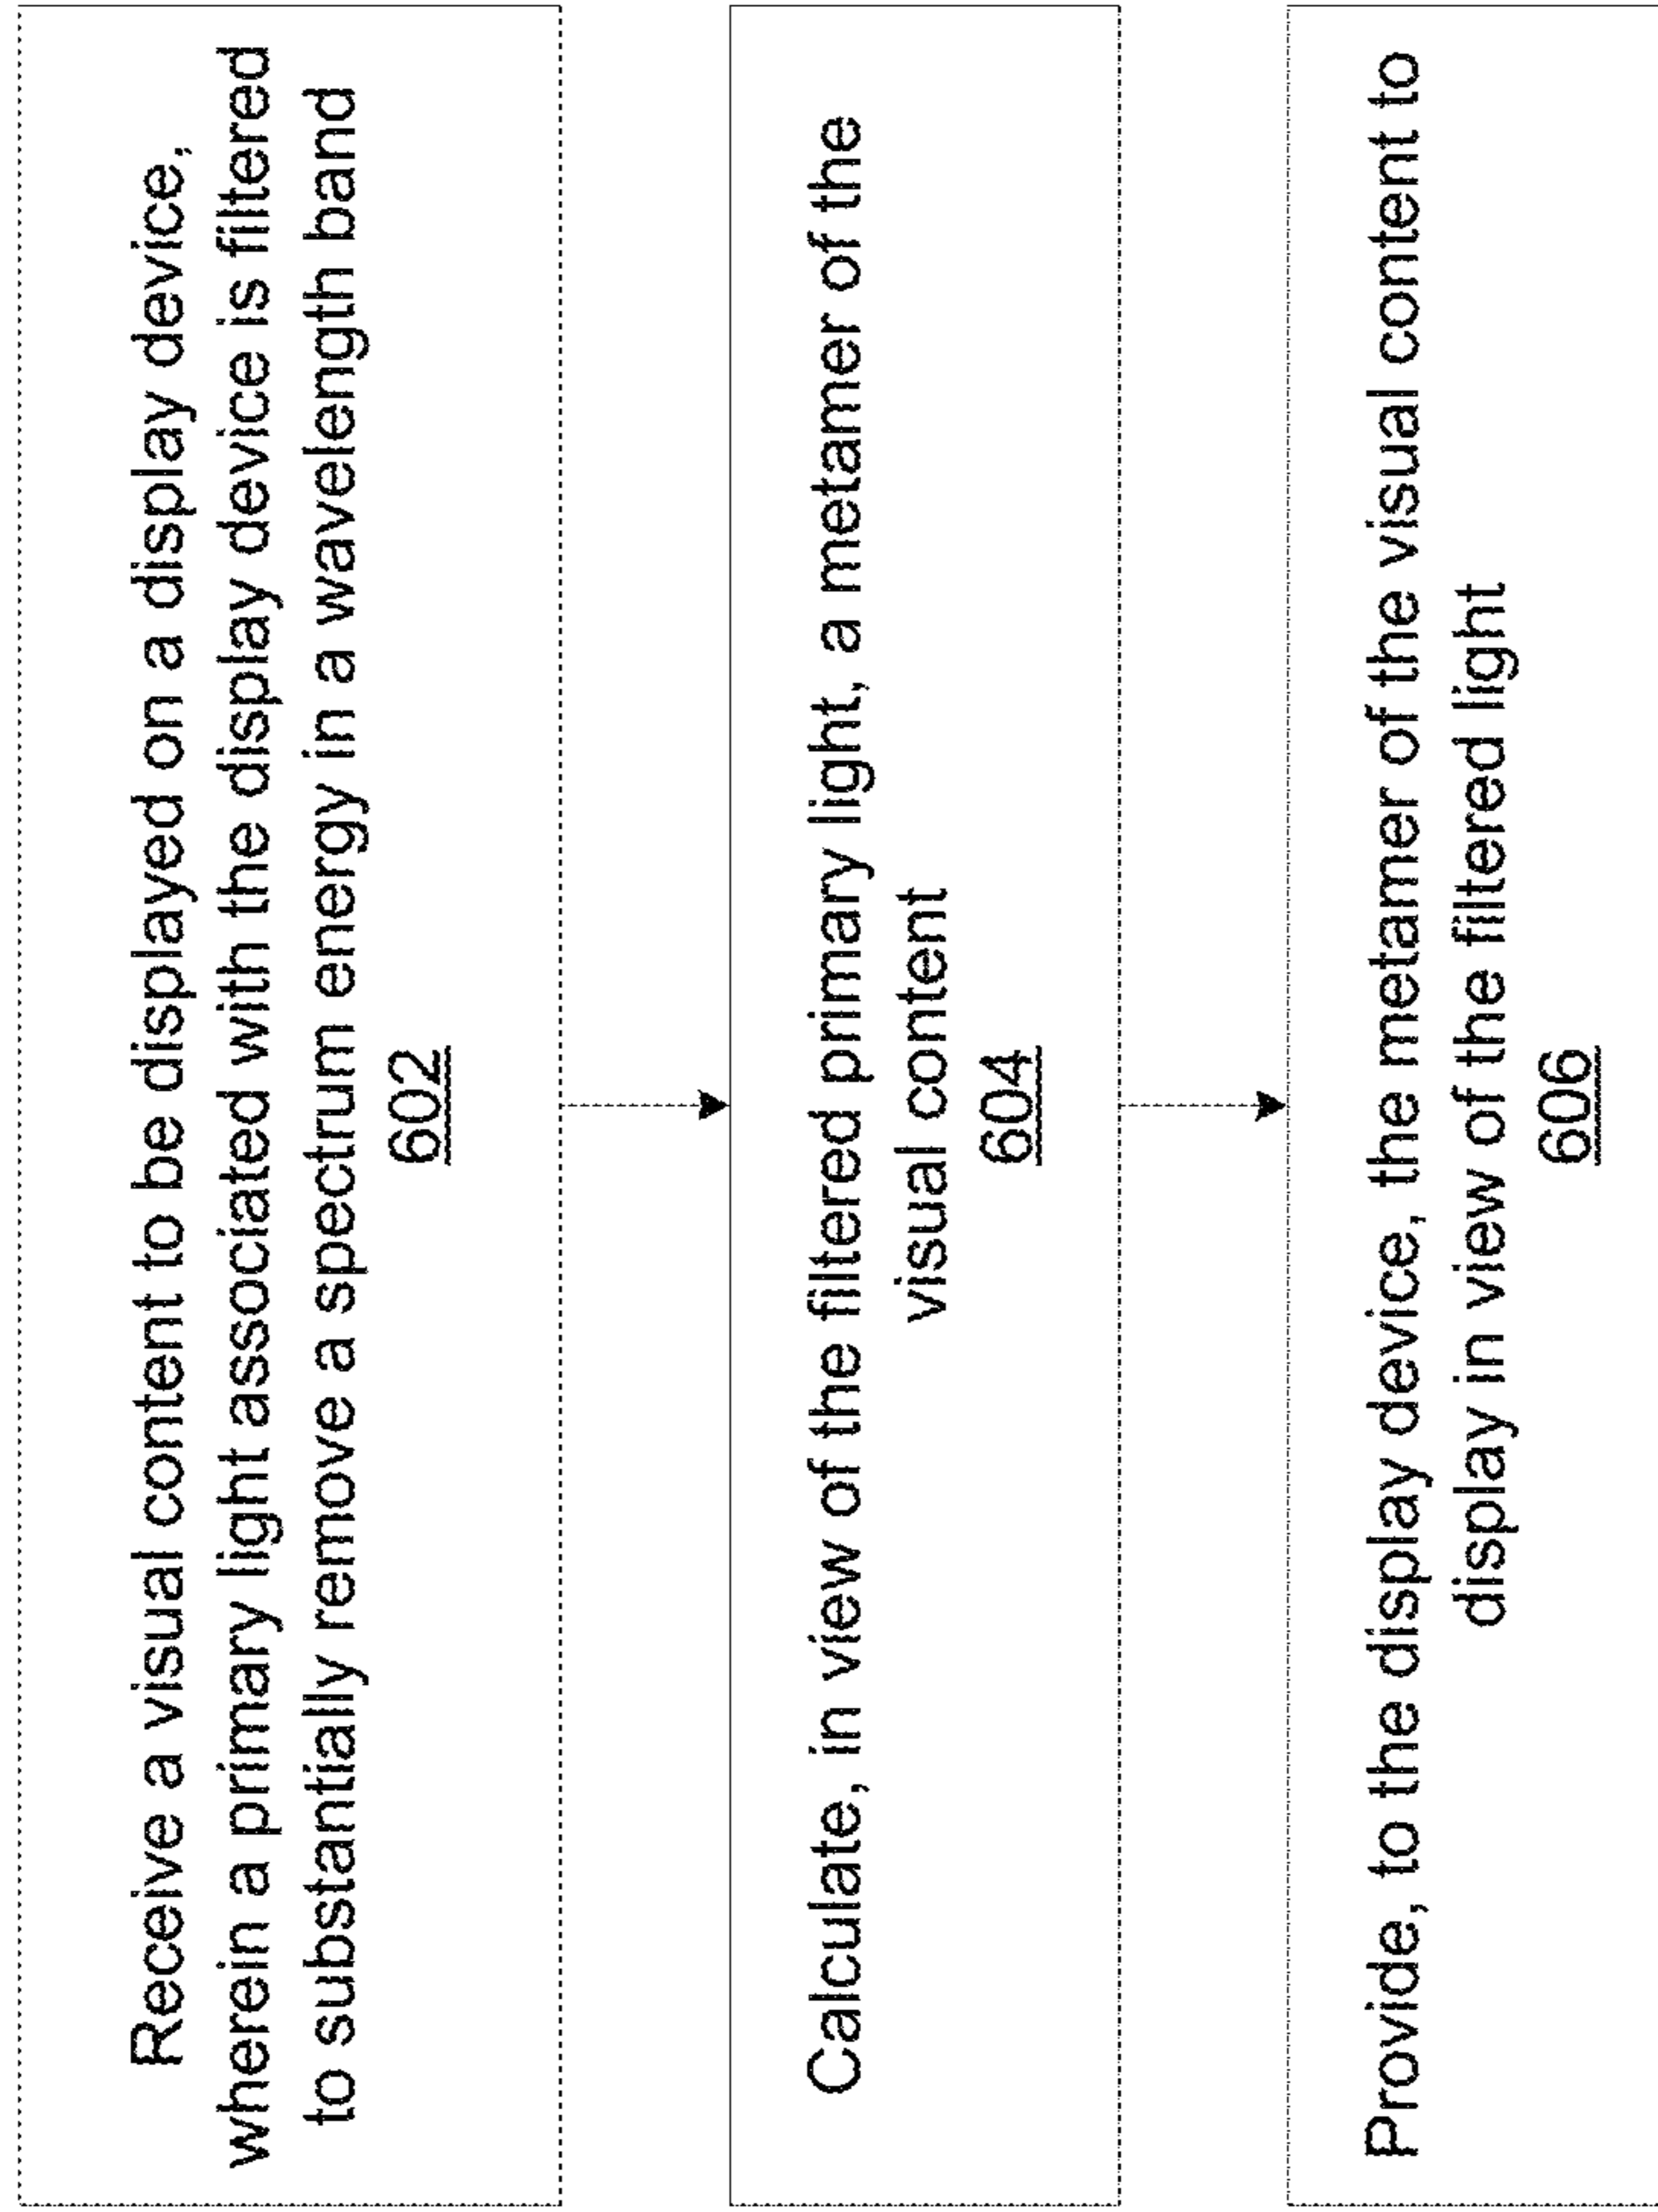 Receive a visual content to be displayed on a display device,
wherein a primary light associated with the display device is filtered
to substantially remove a spectrum energy in a wavelength band
602
Calculate, in view of the filtered primary light, a metamer of the
visual content
604
Provide, to the display device, the metamer of the visual content to
display in view of the filtered light
606